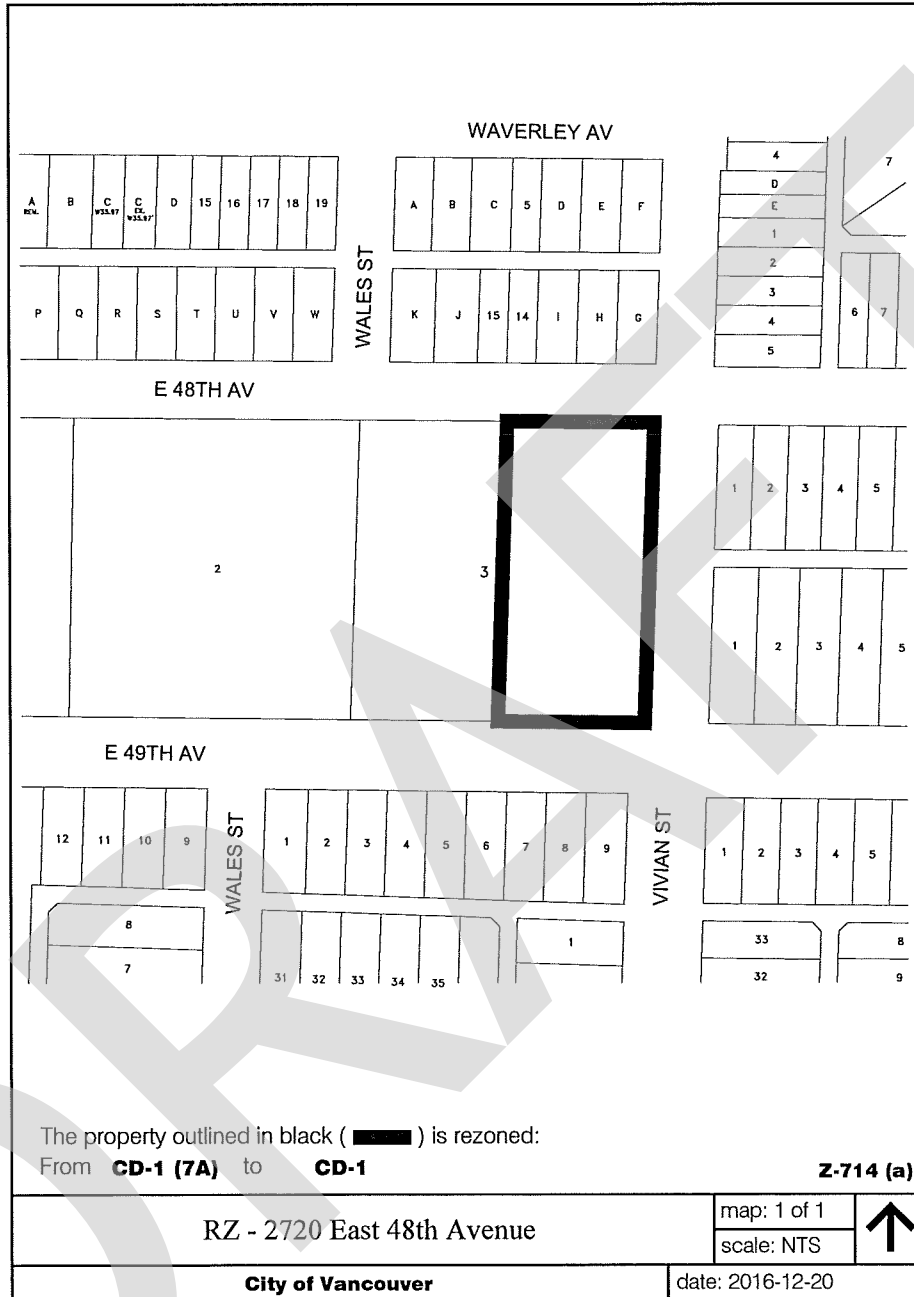 WAVERLEY AV
A REM. B C W33.97 C EX. W33.97' D 15 16 17 18 19
A B C 5 D E F
4
D
E
1
2
3
4
5
7
6 7
WALES ST
P Q R S T U V W
K J 15 14 I H G
E 48TH AV
2
3
1 2 3 4 5
1 2 3 4 5
E 49TH AV
12 11 10 9
WALES ST
1 2 3 4 5 6 7 8 9
VIVIAN ST
1 2 3 4 5
8
7
31 32 33 34 35
1
33
32
8
9
DRAFT
The property outlined in black ( ) is rezoned:
From CD-1 (7A) to CD-1
Z-714 (a)
RZ - 2720 East 48th Avenue
map: 1 of 1
scale: NTS
City of Vancouver
date: 2016-12-20